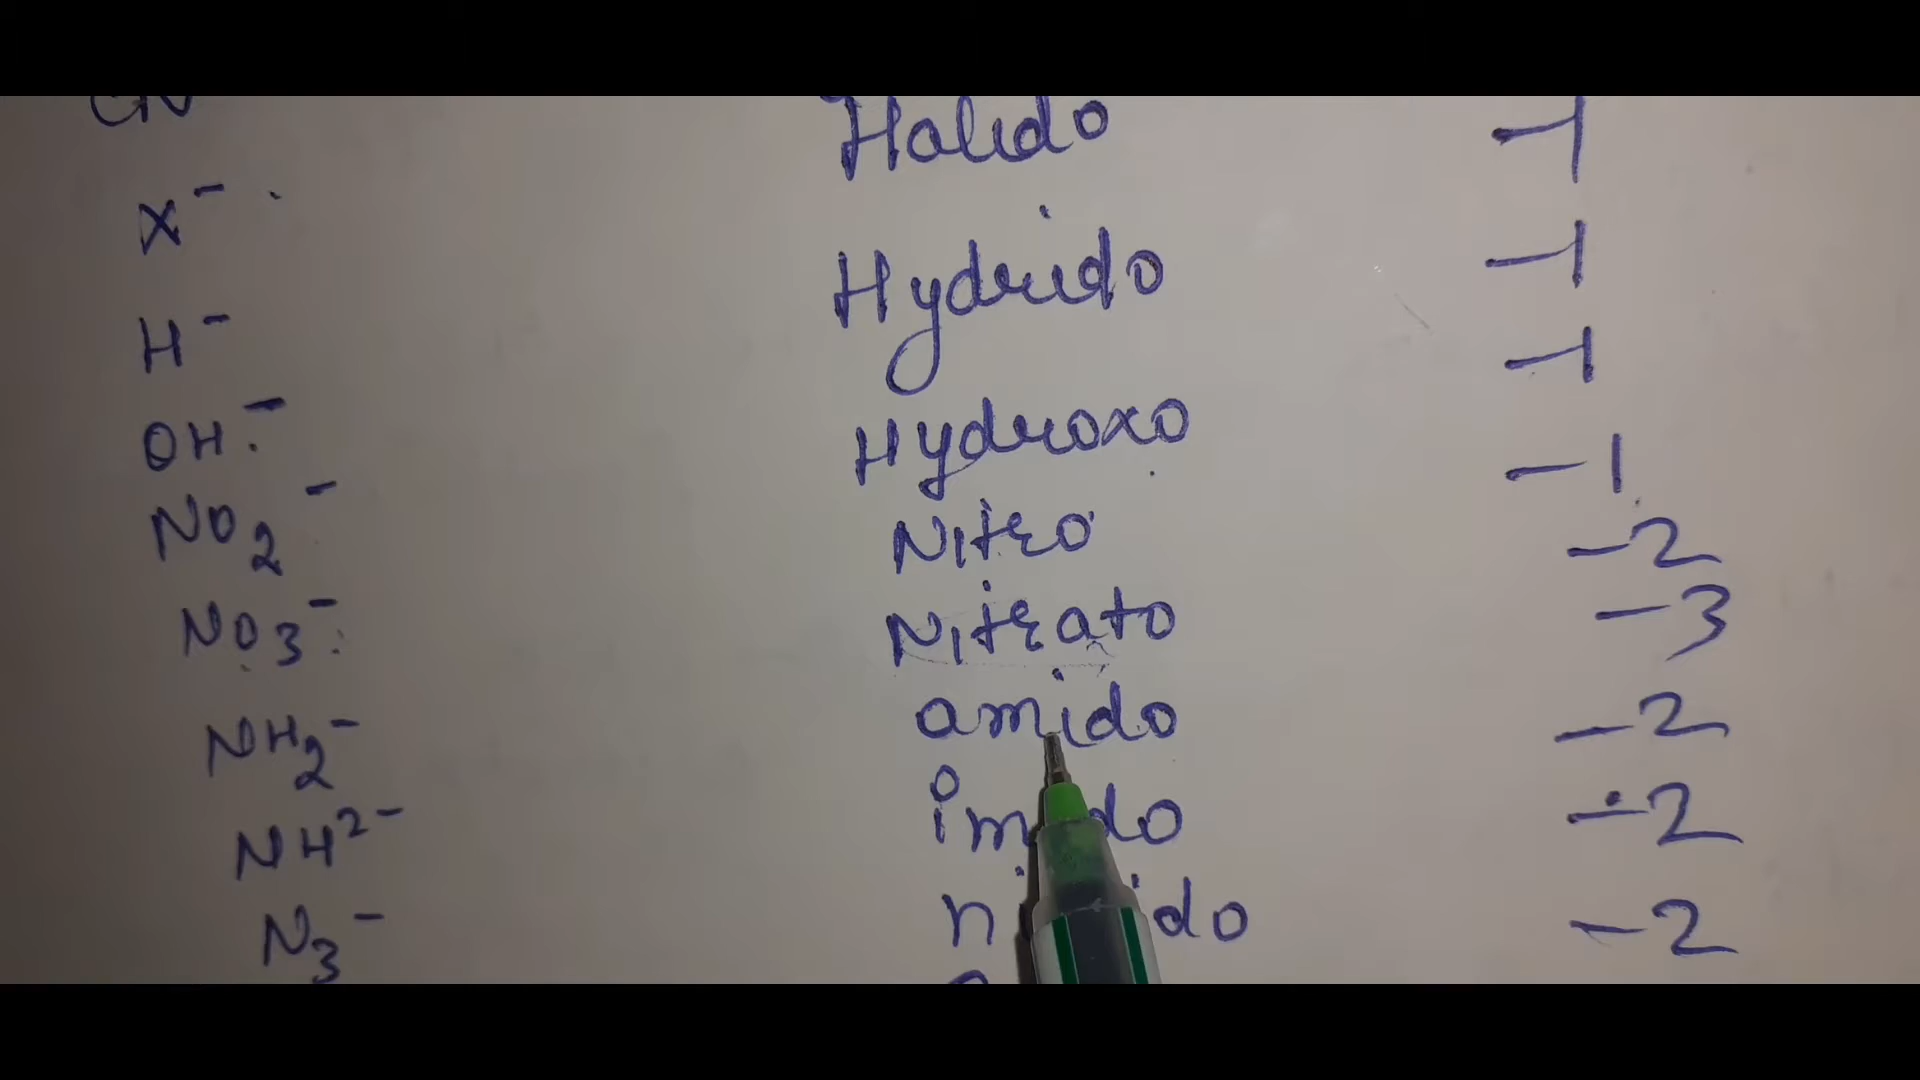 X⁻ Halido -1
H⁻ Hydrido -1
OH⁻ Hydroxo -1
NO₂⁻ Nitro -1
NO₃⁻ Nitrato -2
NH₂⁻ amido -3
NH²⁻ imido -2
N₃⁻ -2
-2